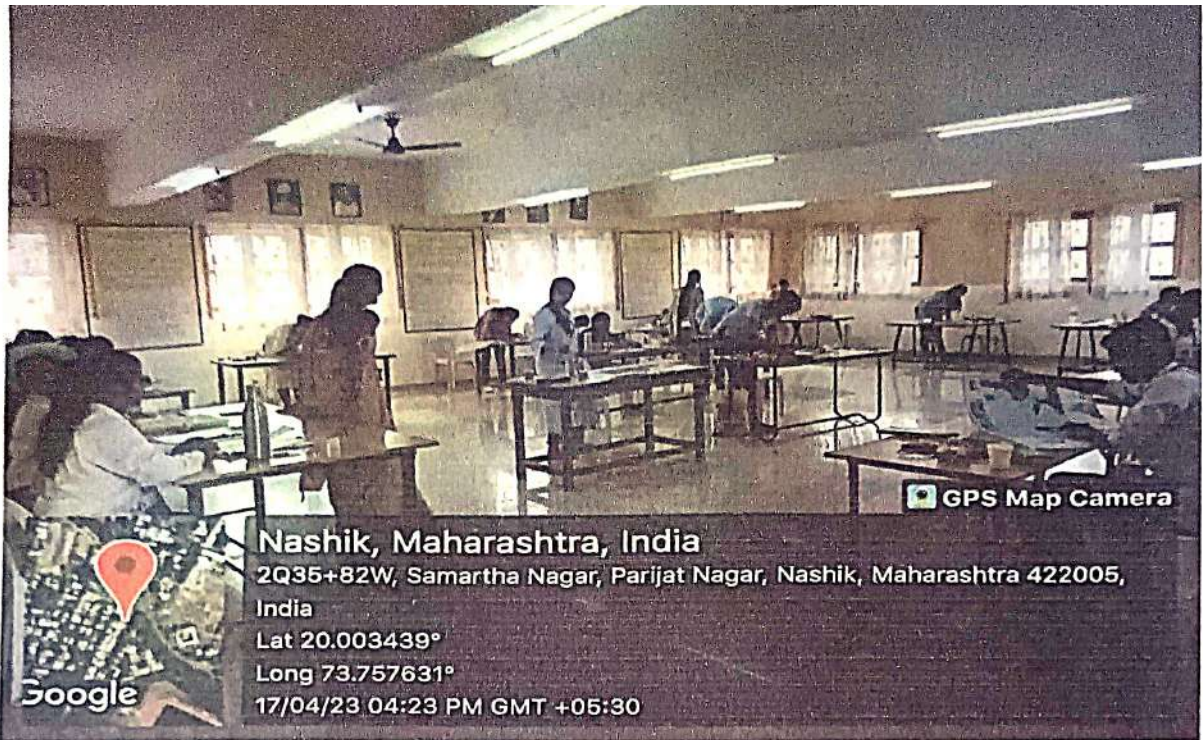 GPS Map Camera
Nashik, Maharashtra, India
2Q35+82W, Samartha Nagar, Parijat Nagar, Nashik, Maharashtra 422005,
India
Lat 20.003439°
Long 73.757631°
17/04/23 04:23 PM GMT +05:30
Google